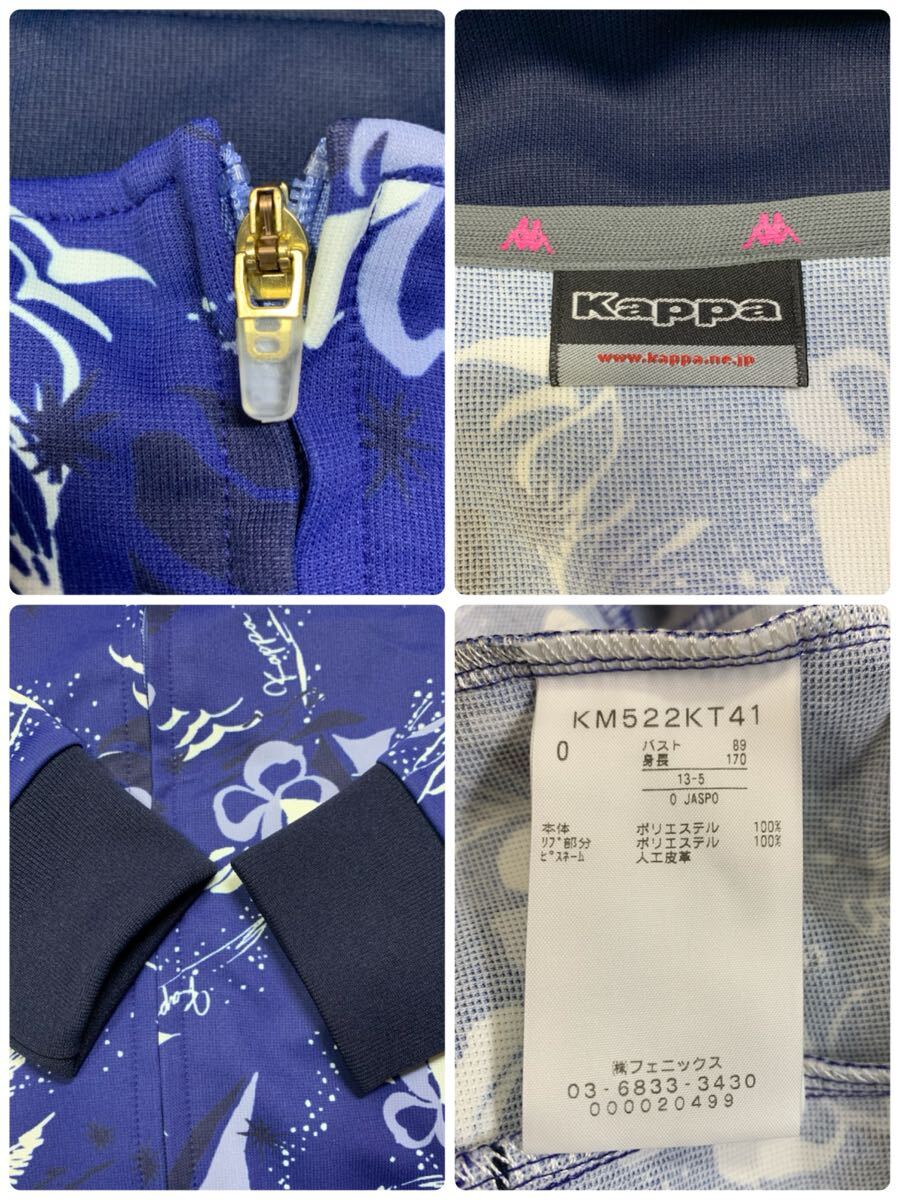 Kappa
www.kappa.ne.jp
Kappa
Kap
KM522KT41
0 バスト 89
身長 170
13-5
0 JASPO
本体 ポリエステル 100%
ﾘﾌﾞ部分 ポリエステル 100%
ﾋﾟｽﾈｰﾑ 人工皮革
㈱フェニックス
03-6833-3430
000020499